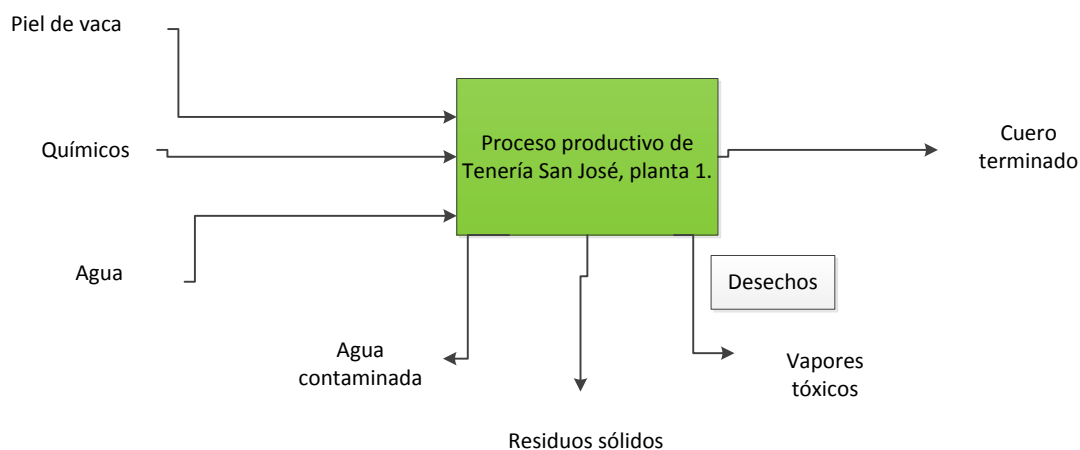 Piel de vaca
Químicos
Agua
Proceso productivo de
Tenería San José, planta 1.
Cuero
terminado
Desechos
Agua
contaminada
Vapores
tóxicos
Residuos sólidos